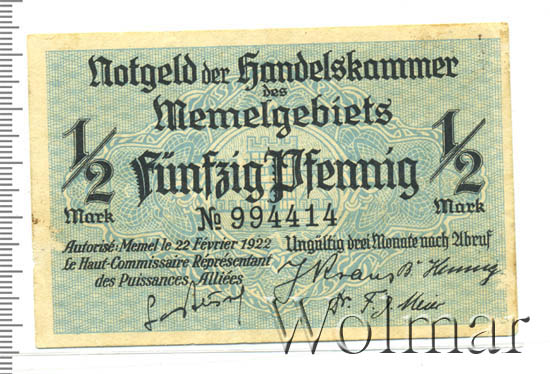 Notgeld der Handelskammer
des
Memelgebiets
1/2 Mark
Fünfzig Pfennig
1/2 Mark
No 994414
Autorisé: Memel le 22 Février 1922
Le Haut-Commissaire Représentant
des Puissances Alliées
Ungültig drei Monate nach Abruf
Wolmar